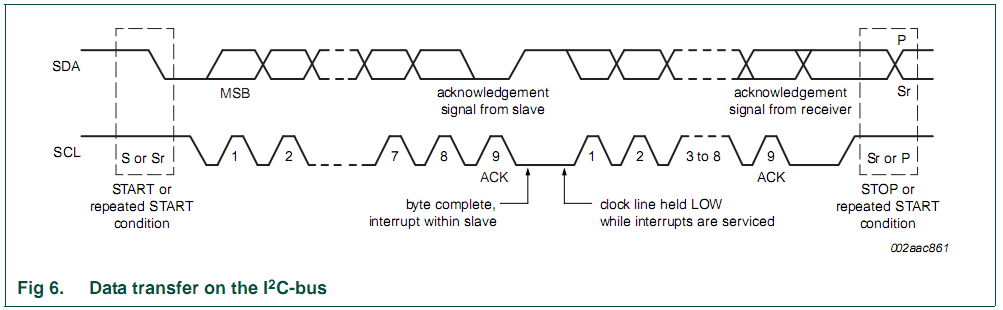 P
SDA
MSB
acknowledgement
signal from slave
acknowledgement
signal from receiver
Sr
SCL
S or Sr
1
2
7
8
9
1
2
3 to 8
9
Sr or P
ACK
ACK
START or
repeated START
condition
byte complete,
interrupt within slave
clock line held LOW
while interrupts are serviced
STOP or
repeated START
condition
002aac861
Fig 6. Data transfer on the I²C-bus